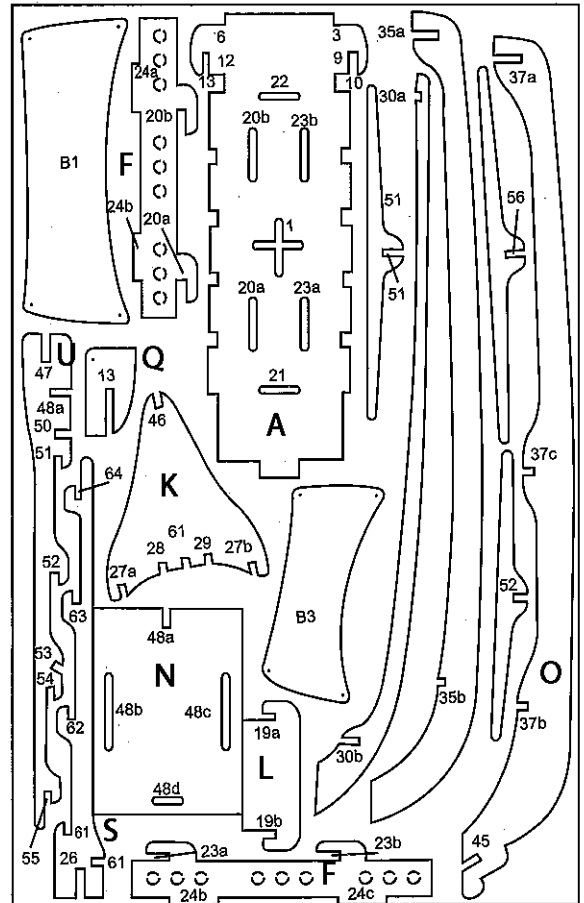 6
3
35a
12
9
37a
24a
13
10
22
30a
20b
20b
23b
B1
F
51
24b
20a
1
56
51
20a
23a
U
Q
47
13
21
48a
46
A
50
51
37c
64
K
61
28
29
27b
52
27a
52
63
B3
48a
53
N
O
54
35b
48b
48c
62
19a
37b
30b
L
48d
S
19b
55
61
26
61
23a
23b
45
F
24b
24c